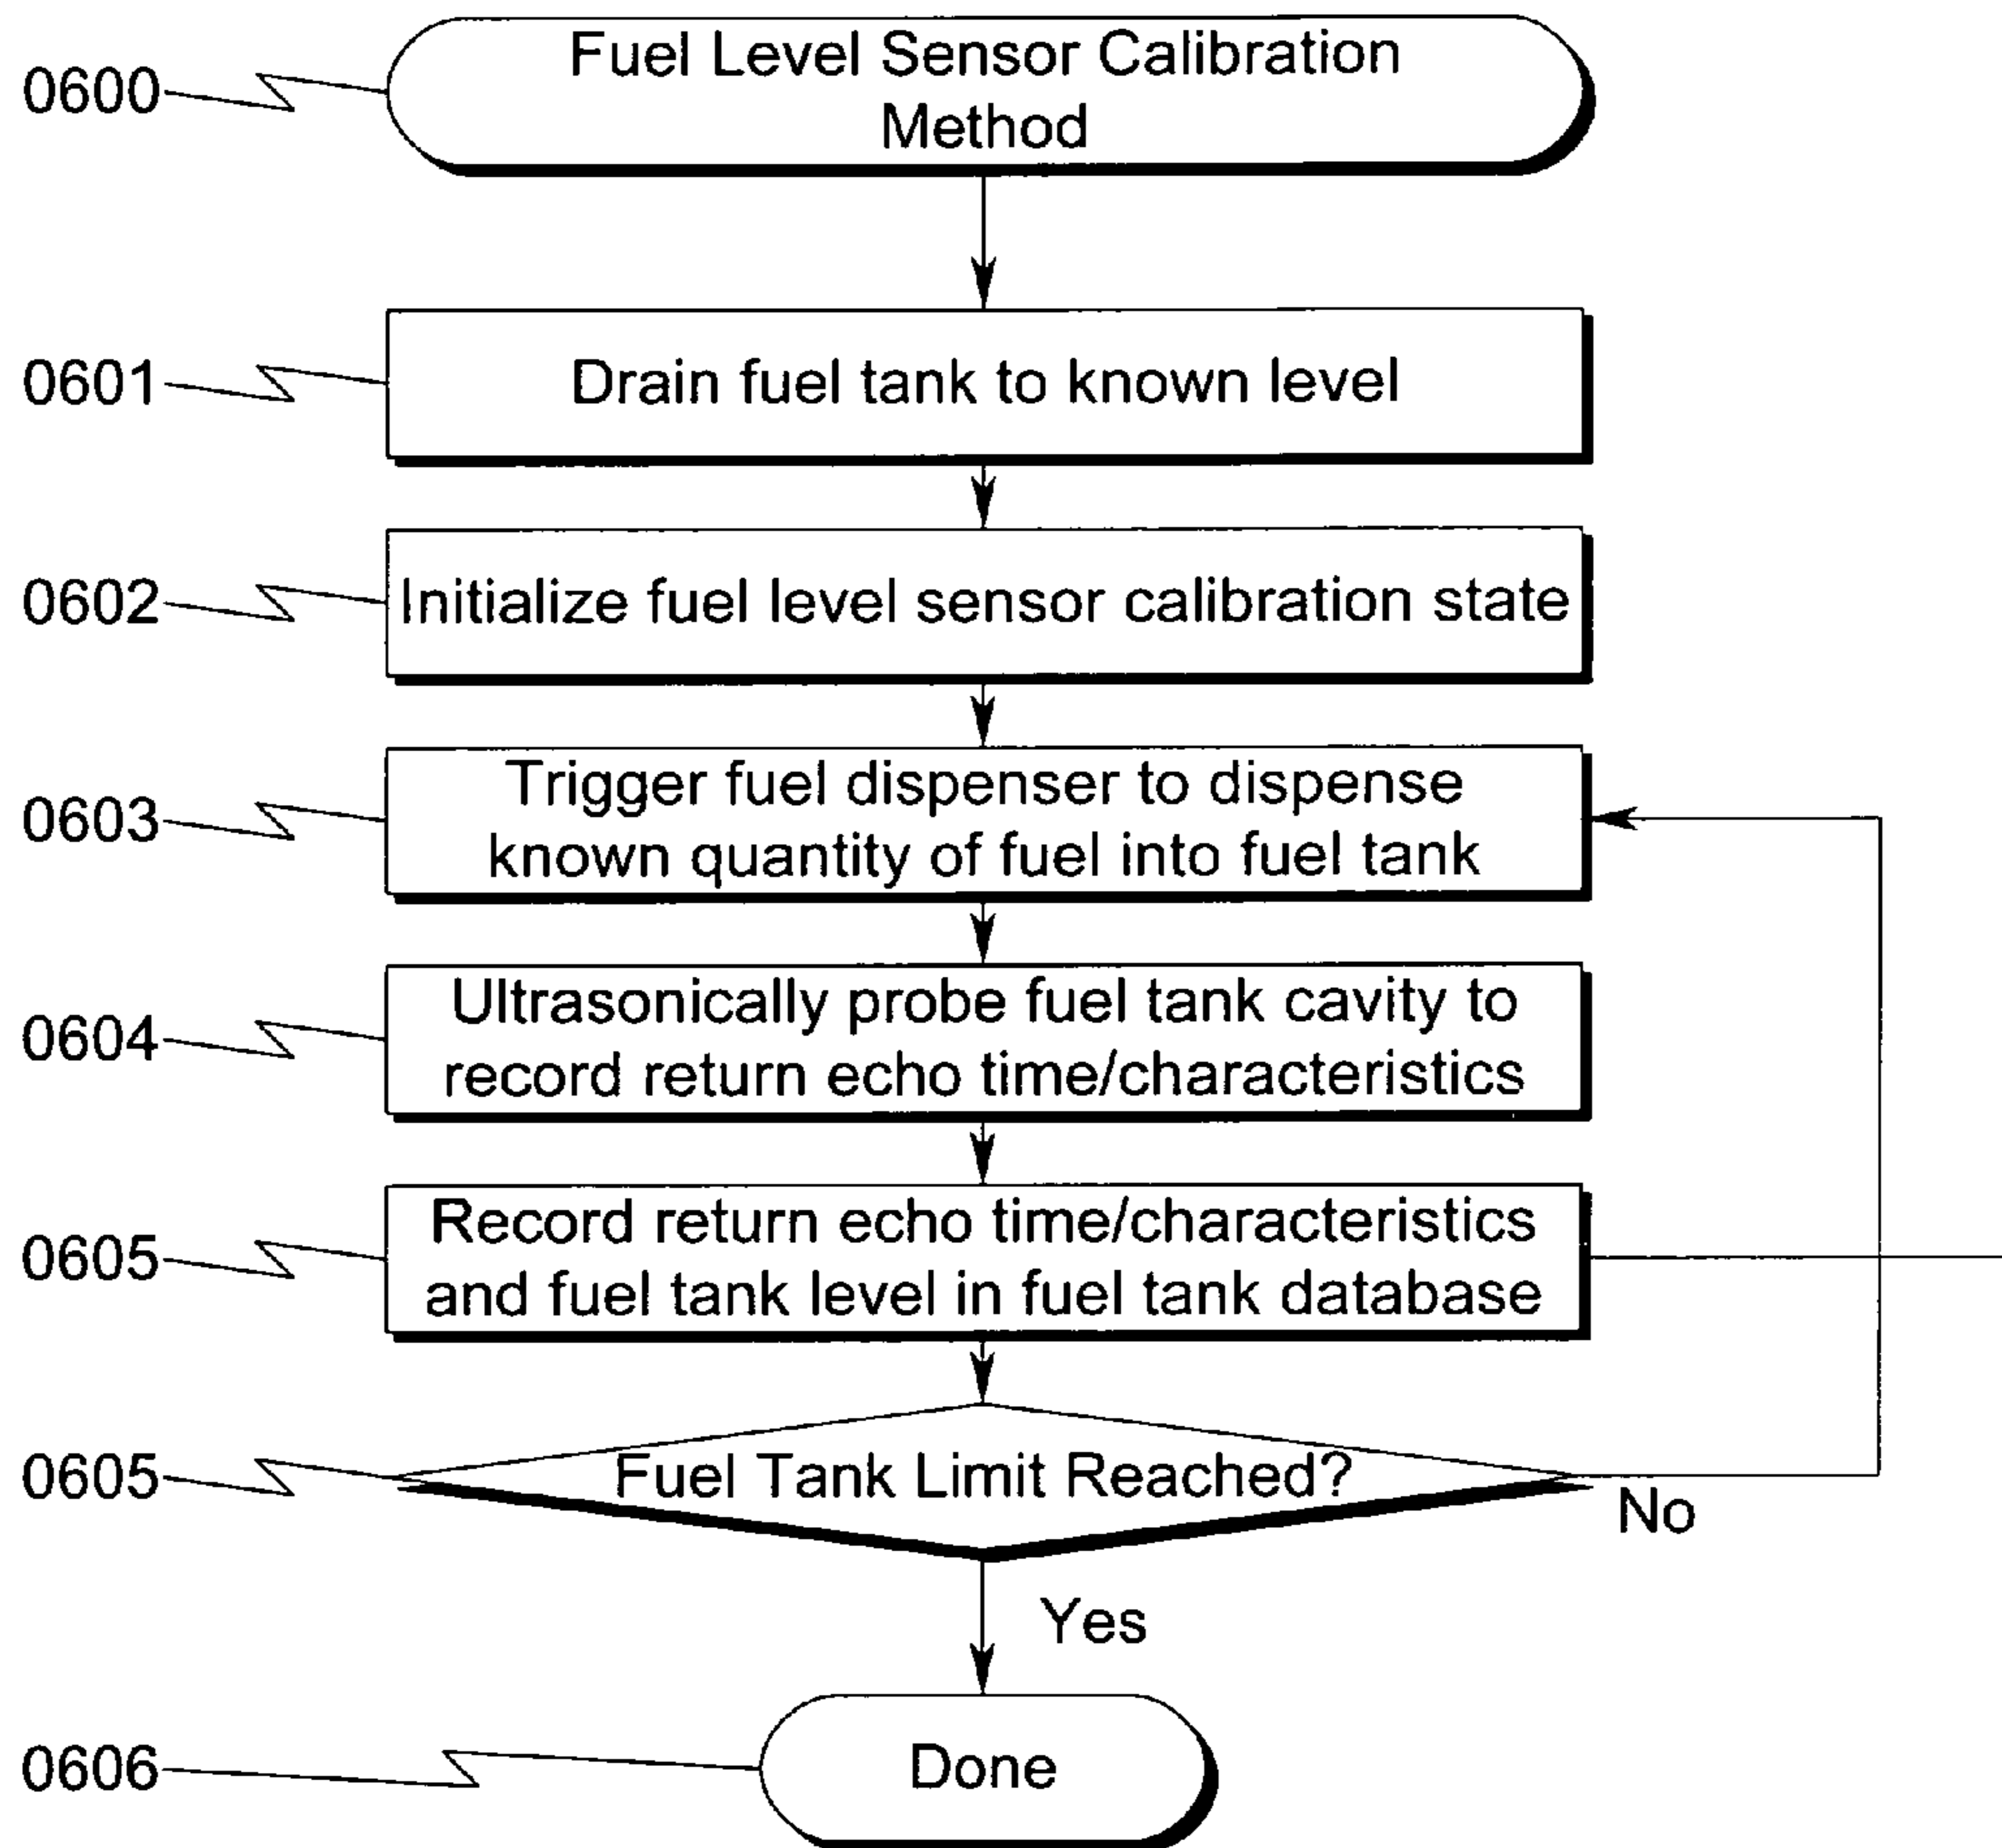 0600
Fuel Level Sensor Calibration
Method
0601
Drain fuel tank to known level
0602
Initialize fuel level sensor calibration state
0603
Trigger fuel dispenser to dispense
known quantity of fuel into fuel tank
0604
Ultrasonically probe fuel tank cavity to
record return echo time/characteristics
0605
Record return echo time/characteristics
and fuel tank level in fuel tank database
0605
Fuel Tank Limit Reached?
No
Yes
0606
Done